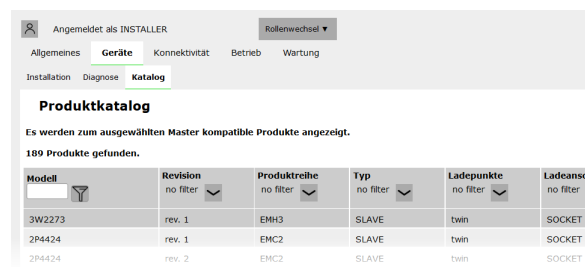 Angemeldet als INSTALLER Rollenwechsel ▼
Allgemeines Geräte Konnektivität Betrieb Wartung
Installation Diagnose Katalog
Produktkatalog
Es werden zum ausgewählten Master kompatible Produkte angezeigt.
189 Produkte gefunden.
Modell Revision Produktreihe Typ Ladepunkte
no filter no filter no filter no filter no filter
3W2273 rev. 1 EMH3 SLAVE twin SOCKET
2P4424 rev. 1 EMC2 SLAVE twin SOCKET
2P4424 rev. 2 EMC2 SLAVE twin SOCKET